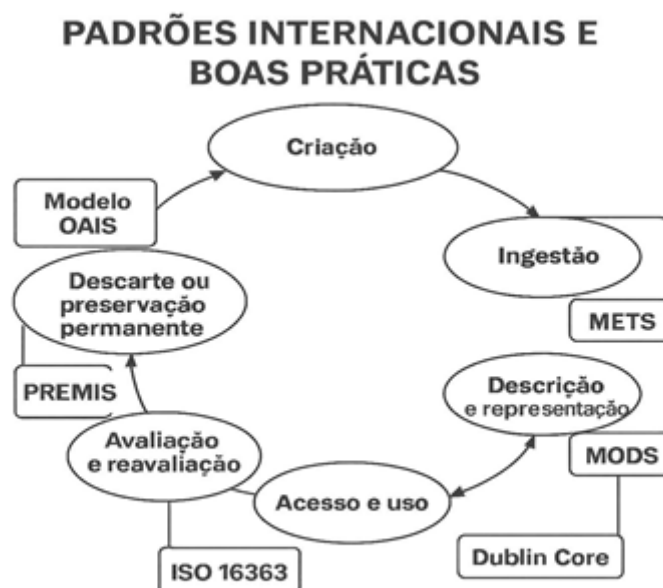 PADRÕES INTERNACIONAIS E
BOAS PRÁTICAS
Criação
Modelo
OAIS
Ingestão
Descarte ou
preservação
permanente
METS
PREMIS
Descrição
e representação
Avaliação
e reavaliação
MODS
Acesso e uso
Dublin Core
ISO 16363